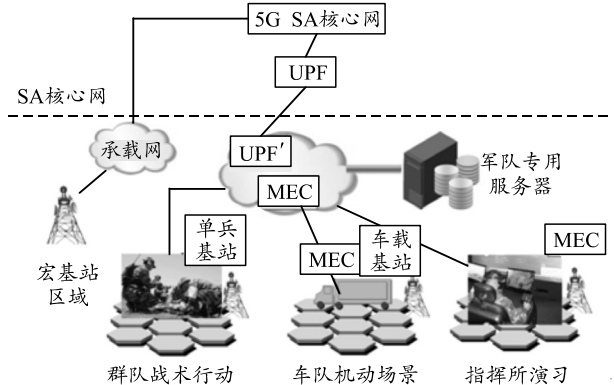 5G SA核心网
UPF
SA核心网
承载网
UPF′
MEC
军队专用
服务器
宏基站
区域
单兵
基站
MEC
车载
基站
MEC
群队战术行动
车队机动场景
指挥所演习